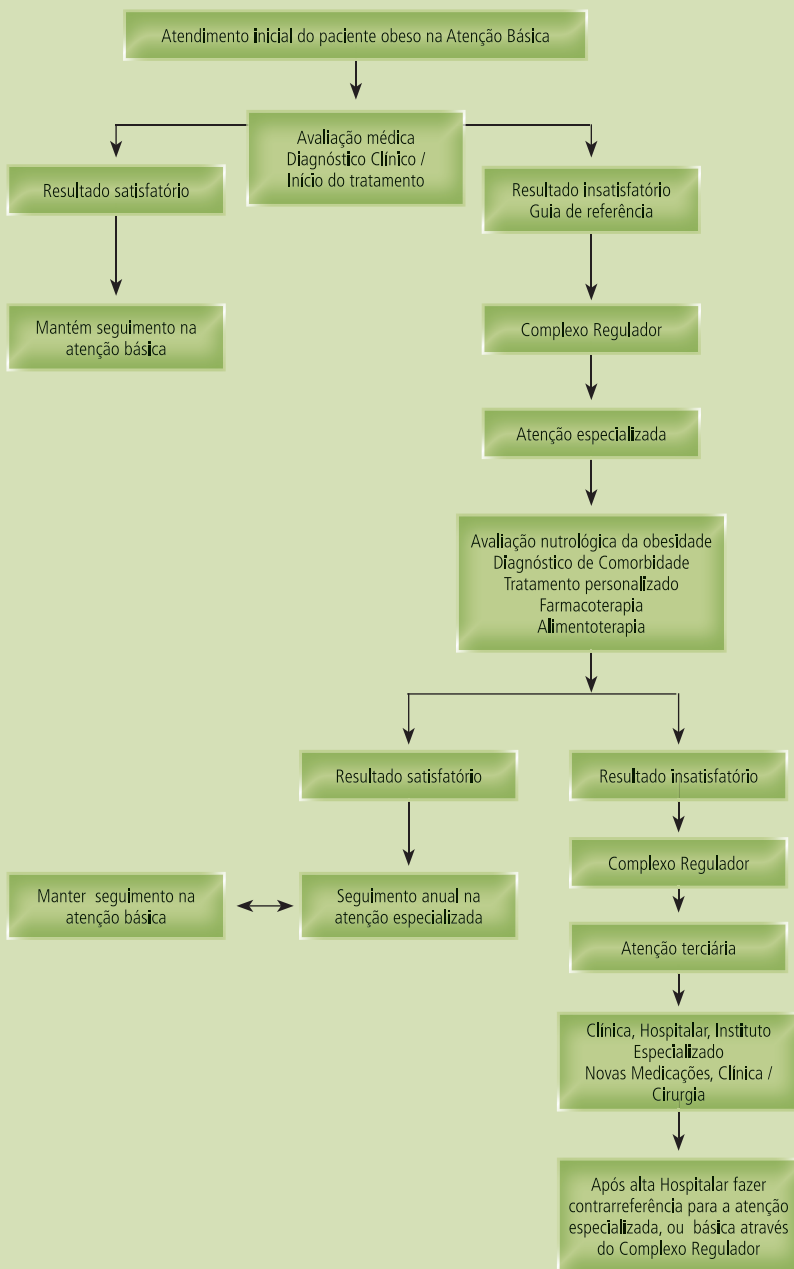 Atendimento inicial do paciente obeso na Atenção Básica
Avaliação médica
Diagnóstico Clínico /
Início do tratamento
Resultado satisfatório
Resultado insatisfatório
Guia de referência
Mantém seguimento na
atenção básica
Complexo Regulador
Atenção especializada
Avaliação nutrológica da obesidade
Diagnóstico de Comorbidade
Tratamento personalizado
Farmacoterapia
Alimentoterapia
Resultado satisfatório
Resultado insatisfatório
Complexo Regulador
Manter seguimento na
atenção básica
Seguimento anual na
atenção especializada
Atenção terciária
Clínica, Hospitalar, Instituto
Especializado
Novas Medicações, Clínica /
Cirurgia
Após alta Hospitalar fazer
contrarreferência para a atenção
especializada, ou básica através
do Complexo Regulador